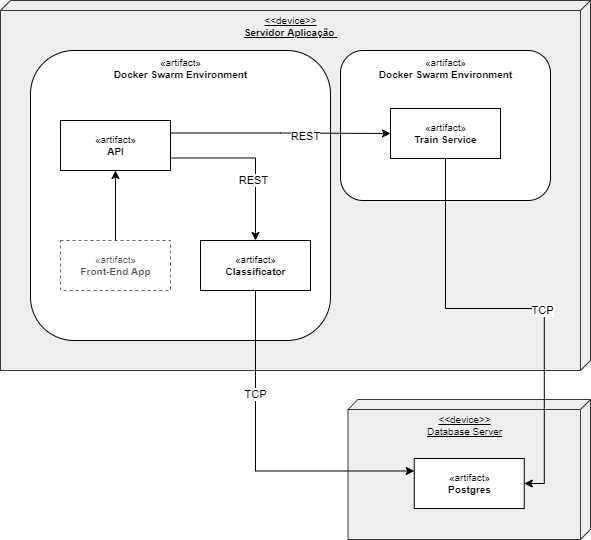 <<device>>
Servidor Aplicação
«artifact»
Docker Swarm Environment
«artifact»
Docker Swarm Environment
«artifact»
API
REST
«artifact»
Train Service
REST
«artifact»
Front-End App
«artifact»
Classificator
TCP
TCP
<<device>>
Database Server
«artifact»
Postgres